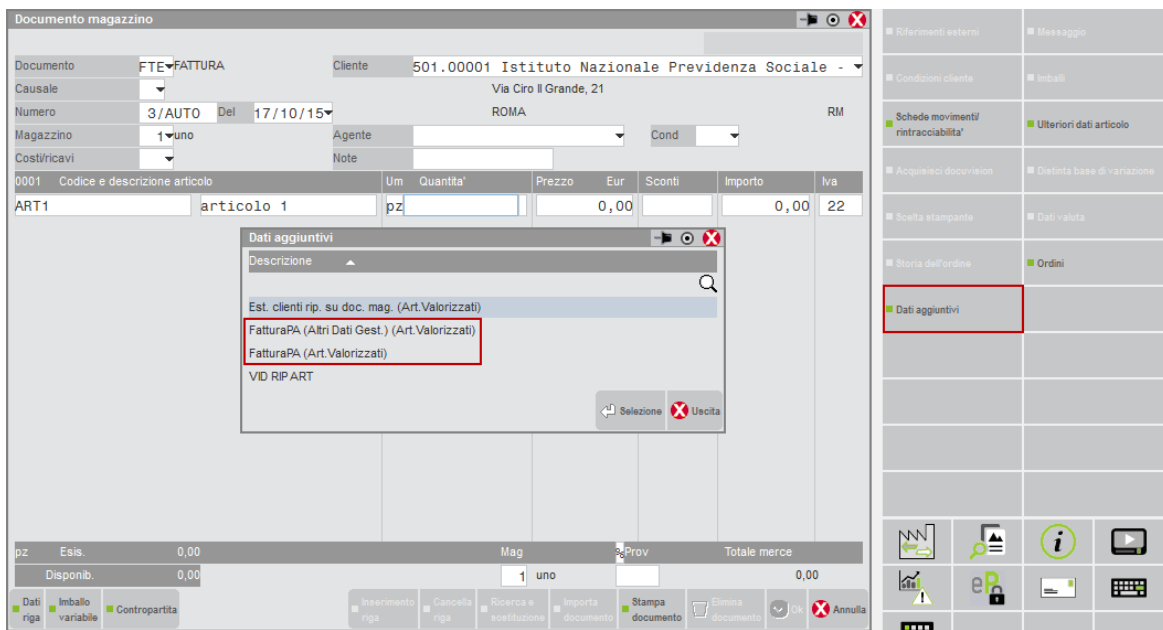 Documento magazzino
Documento FTE FATTURA Cliente 501.00001 Istituto Nazionale Previdenza Sociale -
Causale Via Ciro Il Grande, 21
Numero 3/AUTO Del 17/10/15 ROMA RM
Magazzino 1 uno Agente Cond
Costi/ricavi Note
0001 Codice e descrizione articolo Um Quantita' Prezzo Eur Sconti Importo Iva
ART1 articolo 1 pz 0,00 0,00 22
Dati aggiuntivi
Descrizione
Est. clienti rip. su doc. mag. (Art.Valorizzati)
FatturaPA (Altri Dati Gest.) (Art.Valorizzati)
FatturaPA (Art.Valorizzati)
VID RIP ART
Selezione Uscita
pz Esis. 0,00 Mag % Prov Totale merce
Disponib. 0,00 1 uno 0,00
Dati riga Imballo variabile Contropartita Inserimento riga Cancella riga Ricerca e sostituzione Importa documento Stampa documento Elimina documento Ok Annulla
Riferimenti esterni Messaggio
Condizioni cliente Imballi
Schede movimenti/
rintracciabilita' Ulteriori dati articolo
Acquisisci docuvision Distinta base di variazione
Scelta stampante Dati valuta
Storia dell'ordine Ordini
Dati aggiuntivi